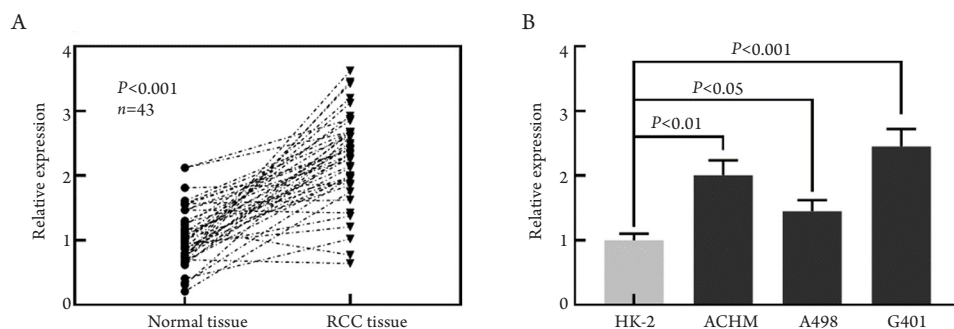 A
Relative expression
4
3
2
1
0
P<0.001
n=43
Normal tissue
RCC tissue
B
Relative expression
4
3
2
1
0
P<0.001
P<0.05
P<0.01
HK-2
ACHM
A498
G401